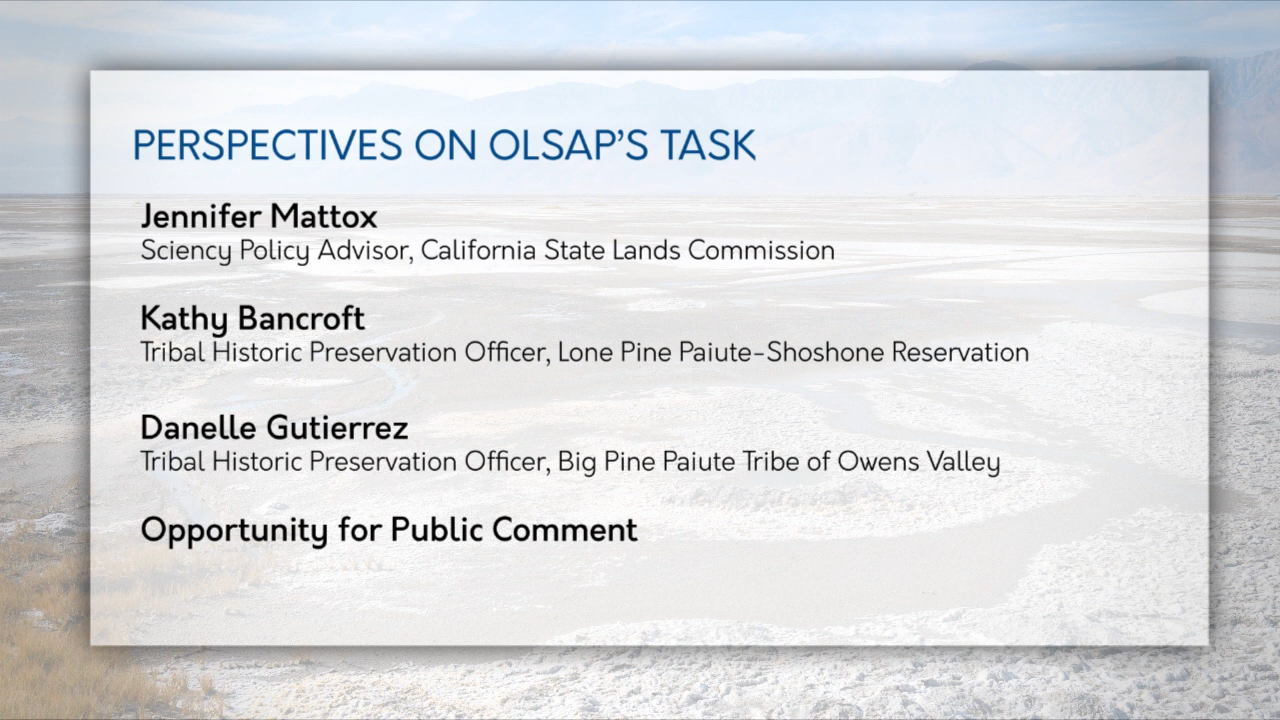 PERSPECTIVES ON OLSAP’S TASK
Jennifer Mattox
Sciency Policy Advisor, California State Lands Commission
Kathy Bancroft
Tribal Historic Preservation Officer, Lone Pine Paiute-Shoshone Reservation
Danelle Gutierrez
Tribal Historic Preservation Officer, Big Pine Paiute Tribe of Owens Valley
Opportunity for Public Comment